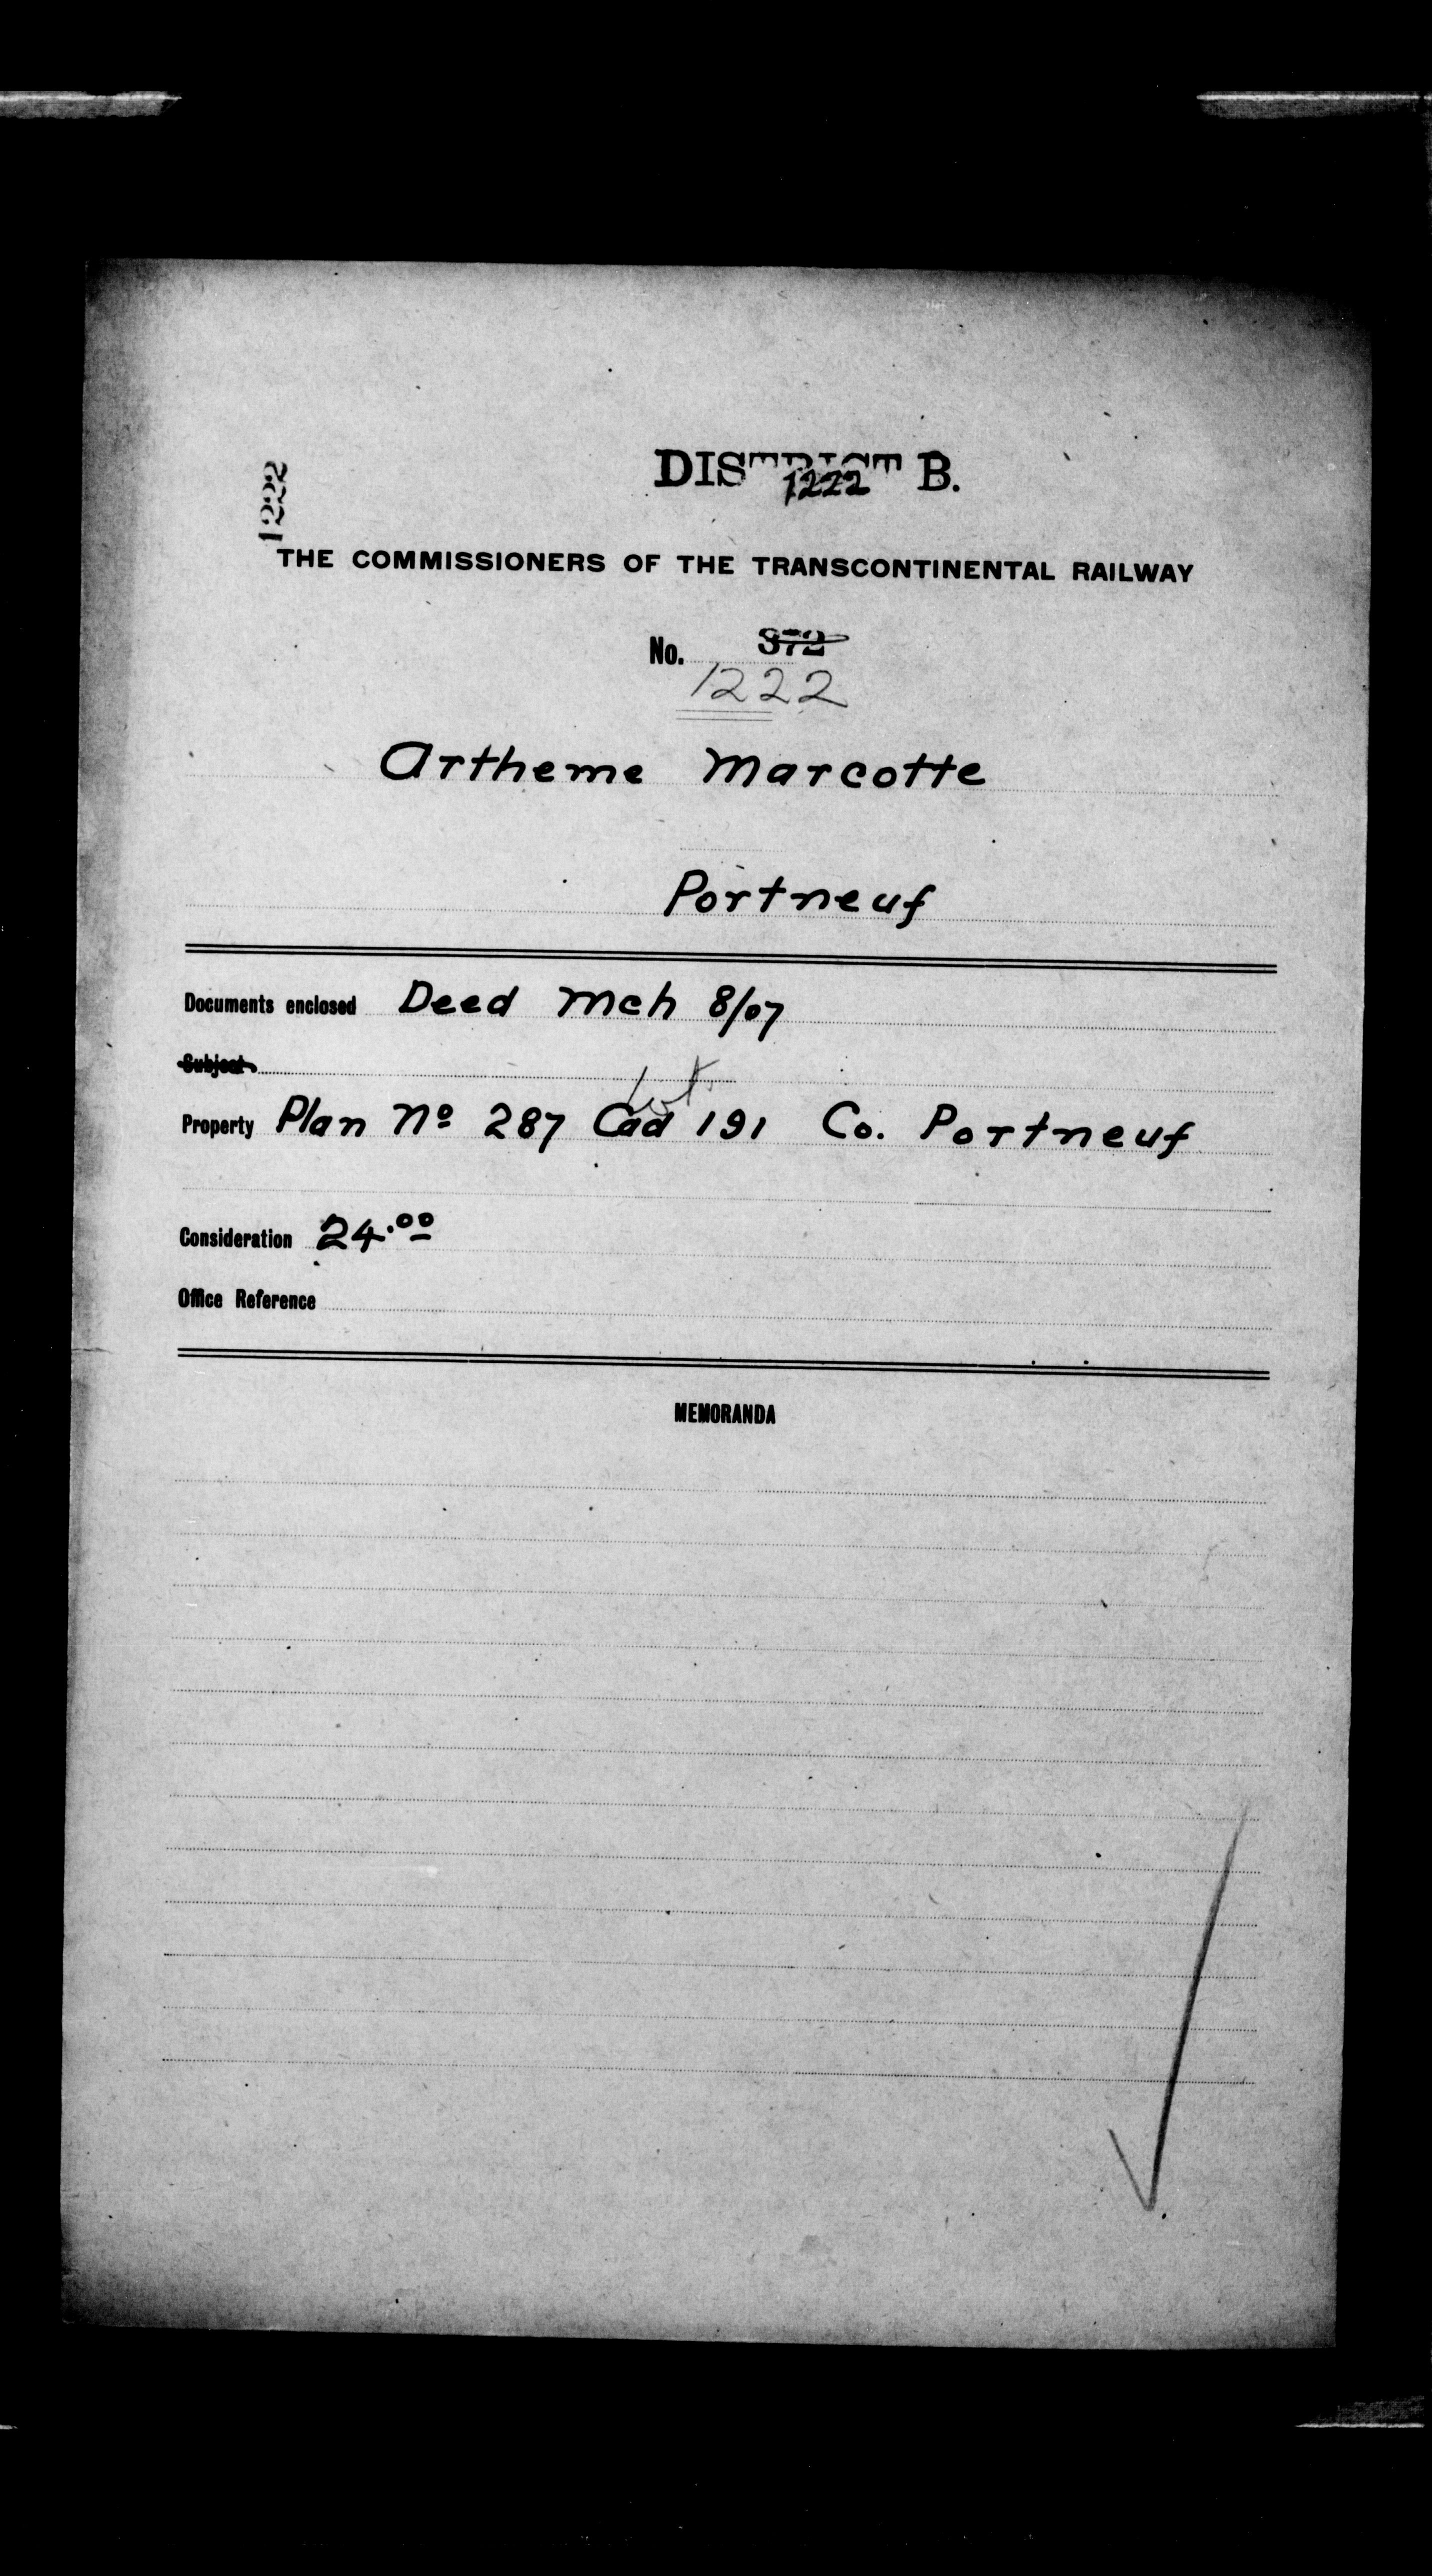 DISTRICT B.
1222
1222
THE COMMISSIONERS OF THE TRANSCONTINENTAL RAILWAY
No. 372
1222
Artheme Marcotte
Portneuf
Documents enclosed Deed Mch 8/07
Subject
Lot
Property Plan No 287 Cad 191 Co. Portneuf
Consideration 24.00
Office Reference
MEMORANDA